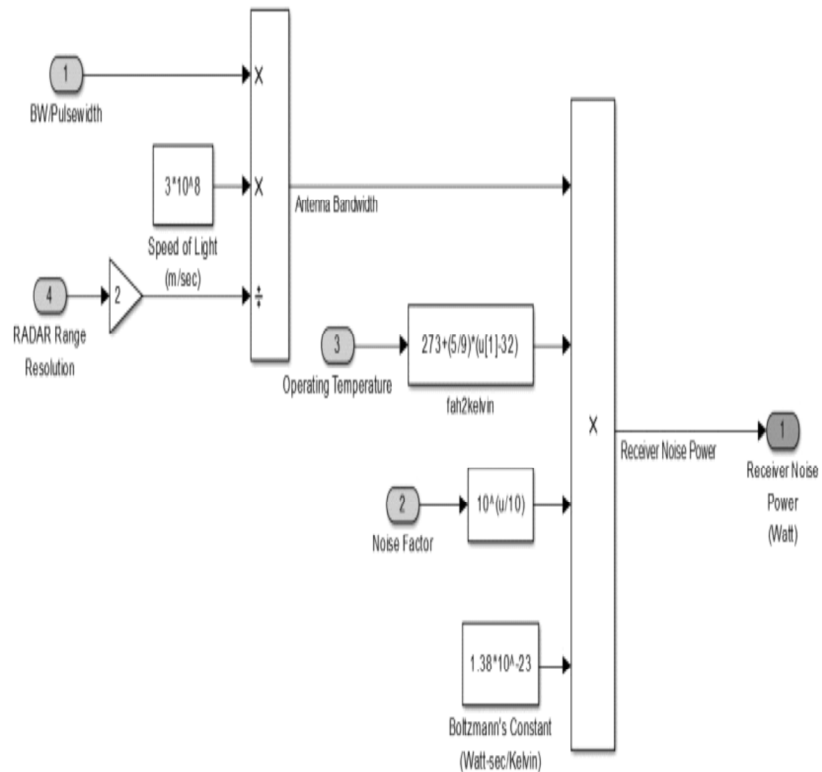 1
BW/Pulsewidth
×
3*10^8
×
Speed of Light
(m/sec)
Antenna Bandwidth
4
2
÷
RADAR Range
Resolution
3
273+(5/9)*(u[1]-32)
Operating Temperature
fah2kelvin
×
Receiver Noise Power
1
Receiver Noise
Power
(Watt)
2
10^(u/10)
Noise Factor
1.38*10^-23
Boltzmann's Constant
(Watt-sec/Kelvin)